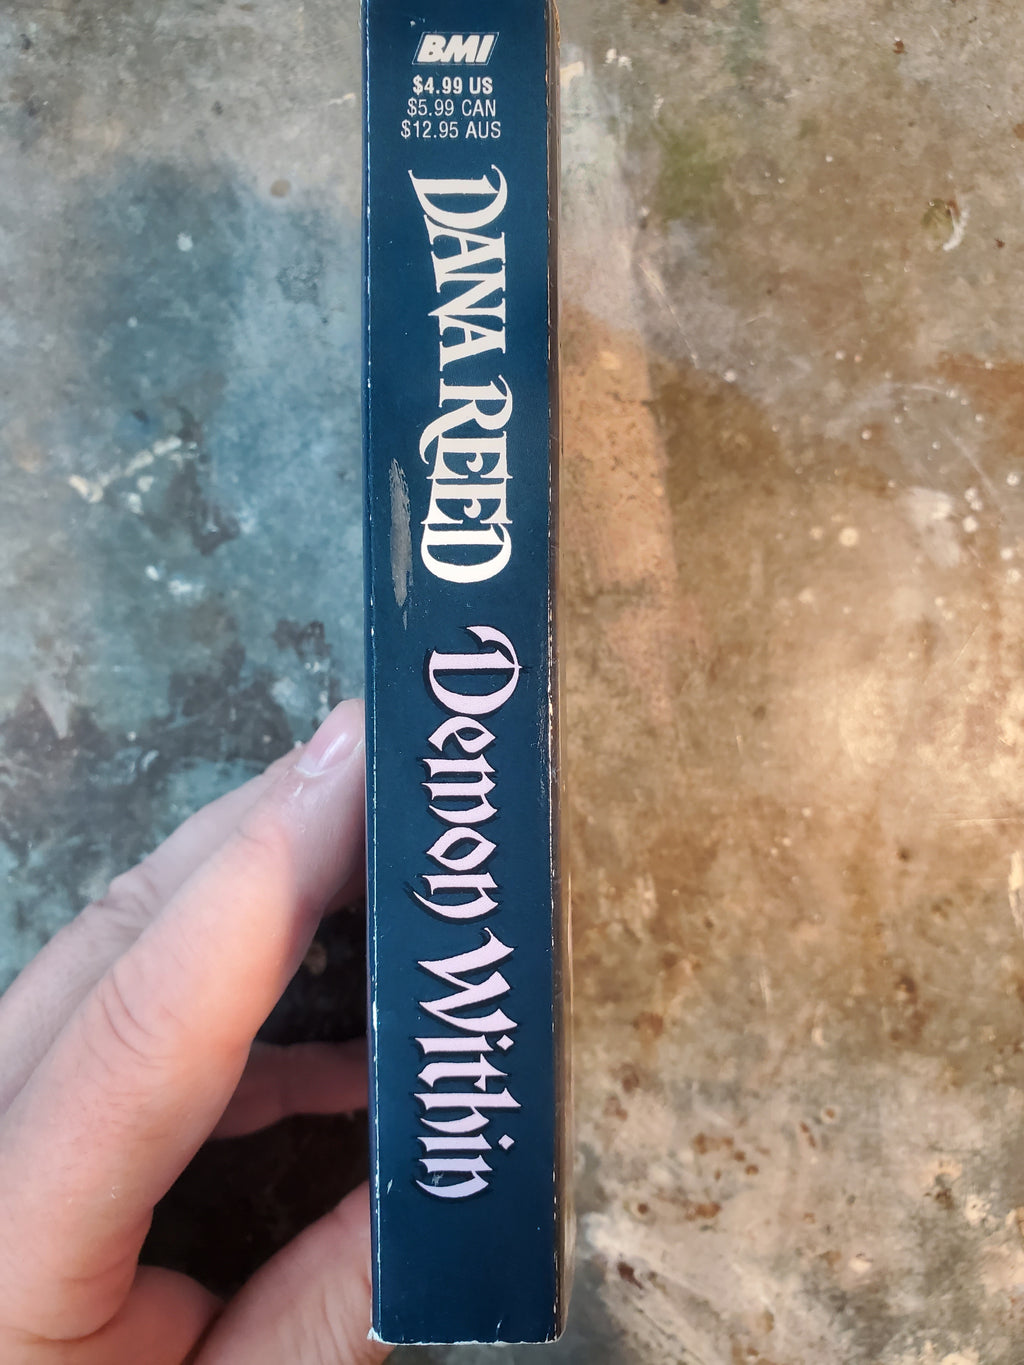 BMI
$4.99 US
$5.99 CAN
$12.95 AUS
DANA REED
Demon Within